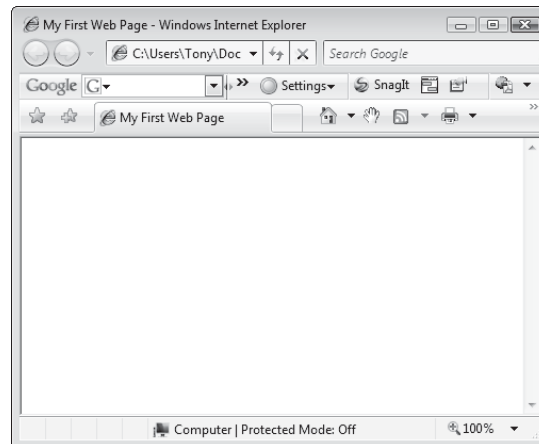 My First Web Page - Windows Internet Explorer
C:\Users\Tony\Doc Search Google
Google G Settings SnagIt
My First Web Page
Computer | Protected Mode: Off 100%